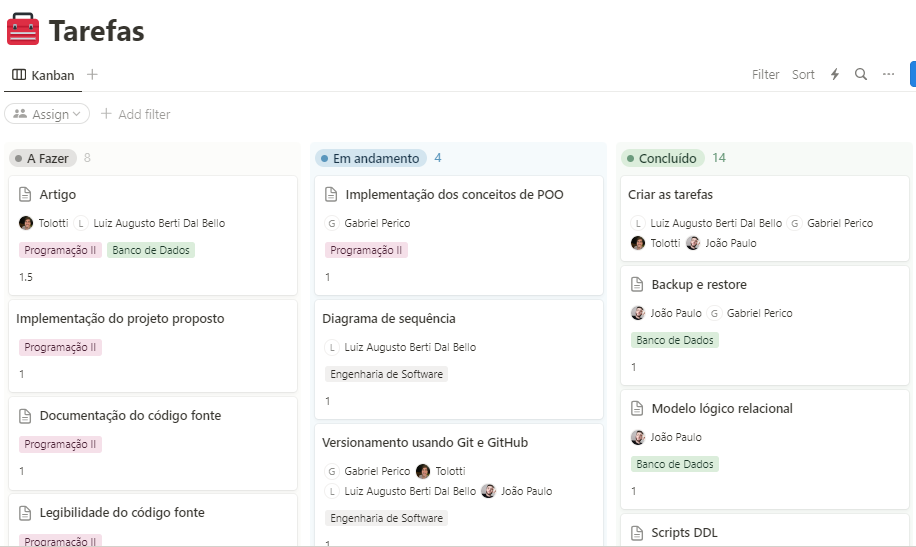 Tarefas
Kanban
Filter Sort
Assign Add filter
A Fazer 8
Artigo
Tolotti L Luiz Augusto Berti Dal Bello
Programação II Banco de Dados
1.5
Implementação do projeto proposto
Programação II
1
Documentação do código fonte
Programação II
1
Legibilidade do código fonte
Programação II
Em andamento 4
Implementação dos conceitos de POO
G Gabriel Perico
Programação II
1
Diagrama de sequência
L Luiz Augusto Berti Dal Bello
Engenharia de Software
1
Versionamento usando Git e GitHub
G Gabriel Perico Tolotti
L Luiz Augusto Berti Dal Bello João Paulo
Engenharia de Software
1
Concluído 14
Criar as tarefas
L Luiz Augusto Berti Dal Bello G Gabriel Perico
Tolotti João Paulo
Backup e restore
João Paulo G Gabriel Perico
Banco de Dados
1
Modelo lógico relacional
João Paulo
Banco de Dados
1
Scripts DDL